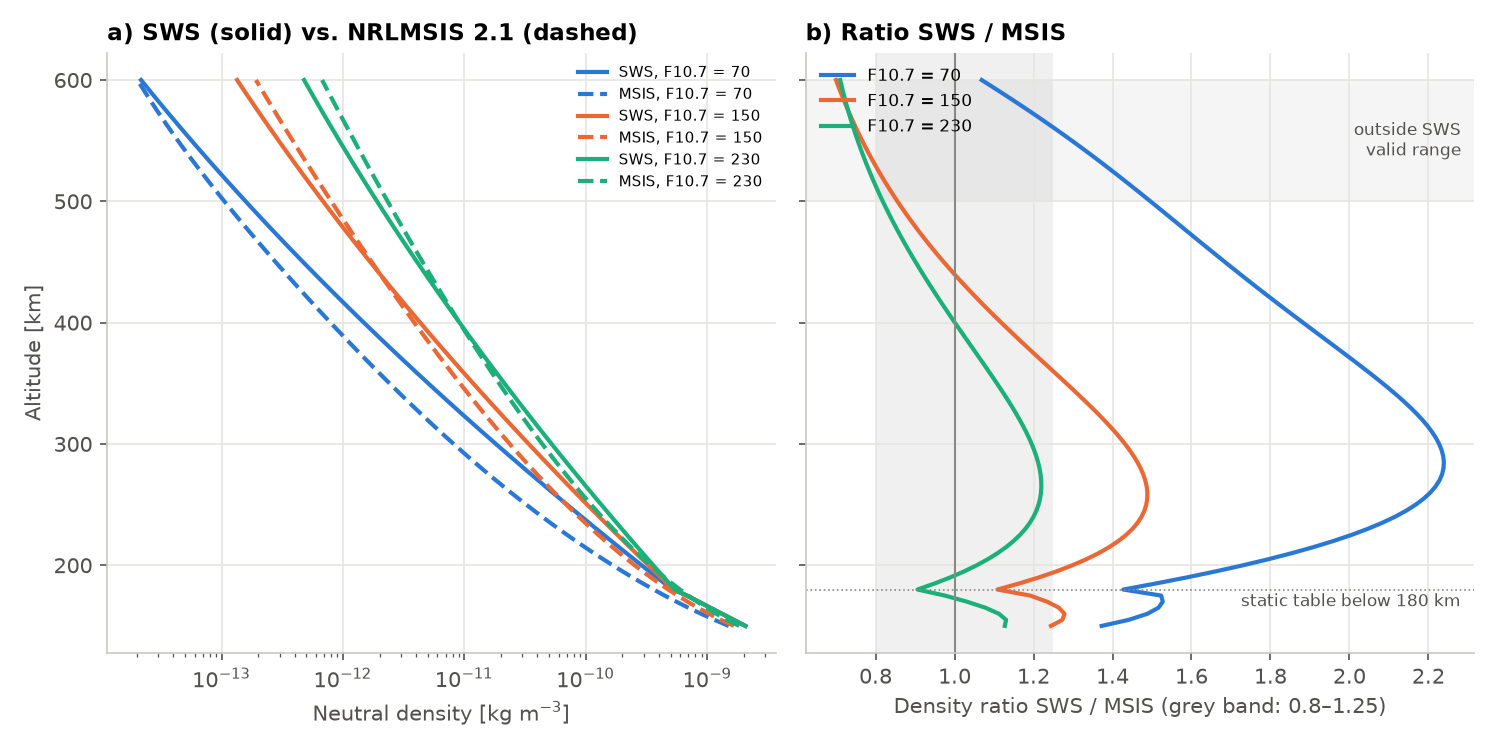 a) SWS (solid) vs. NRLMSIS 2.1 (dashed)
SWS, F10.7 = 70
MSIS, F10.7 = 70
SWS, F10.7 = 150
MSIS, F10.7 = 150
SWS, F10.7 = 230
MSIS, F10.7 = 230
600
500
400
300
200
Altitude [km]
10⁻¹³
10⁻¹²
10⁻¹¹
10⁻¹⁰
10⁻⁹
Neutral density [kg m⁻³]
b) Ratio SWS / MSIS
F10.7 = 70
F10.7 = 150
F10.7 = 230
outside SWS
valid range
static table below 180 km
0.8
1.0
1.2
1.4
1.6
1.8
2.0
2.2
Density ratio SWS / MSIS (grey band: 0.8–1.25)